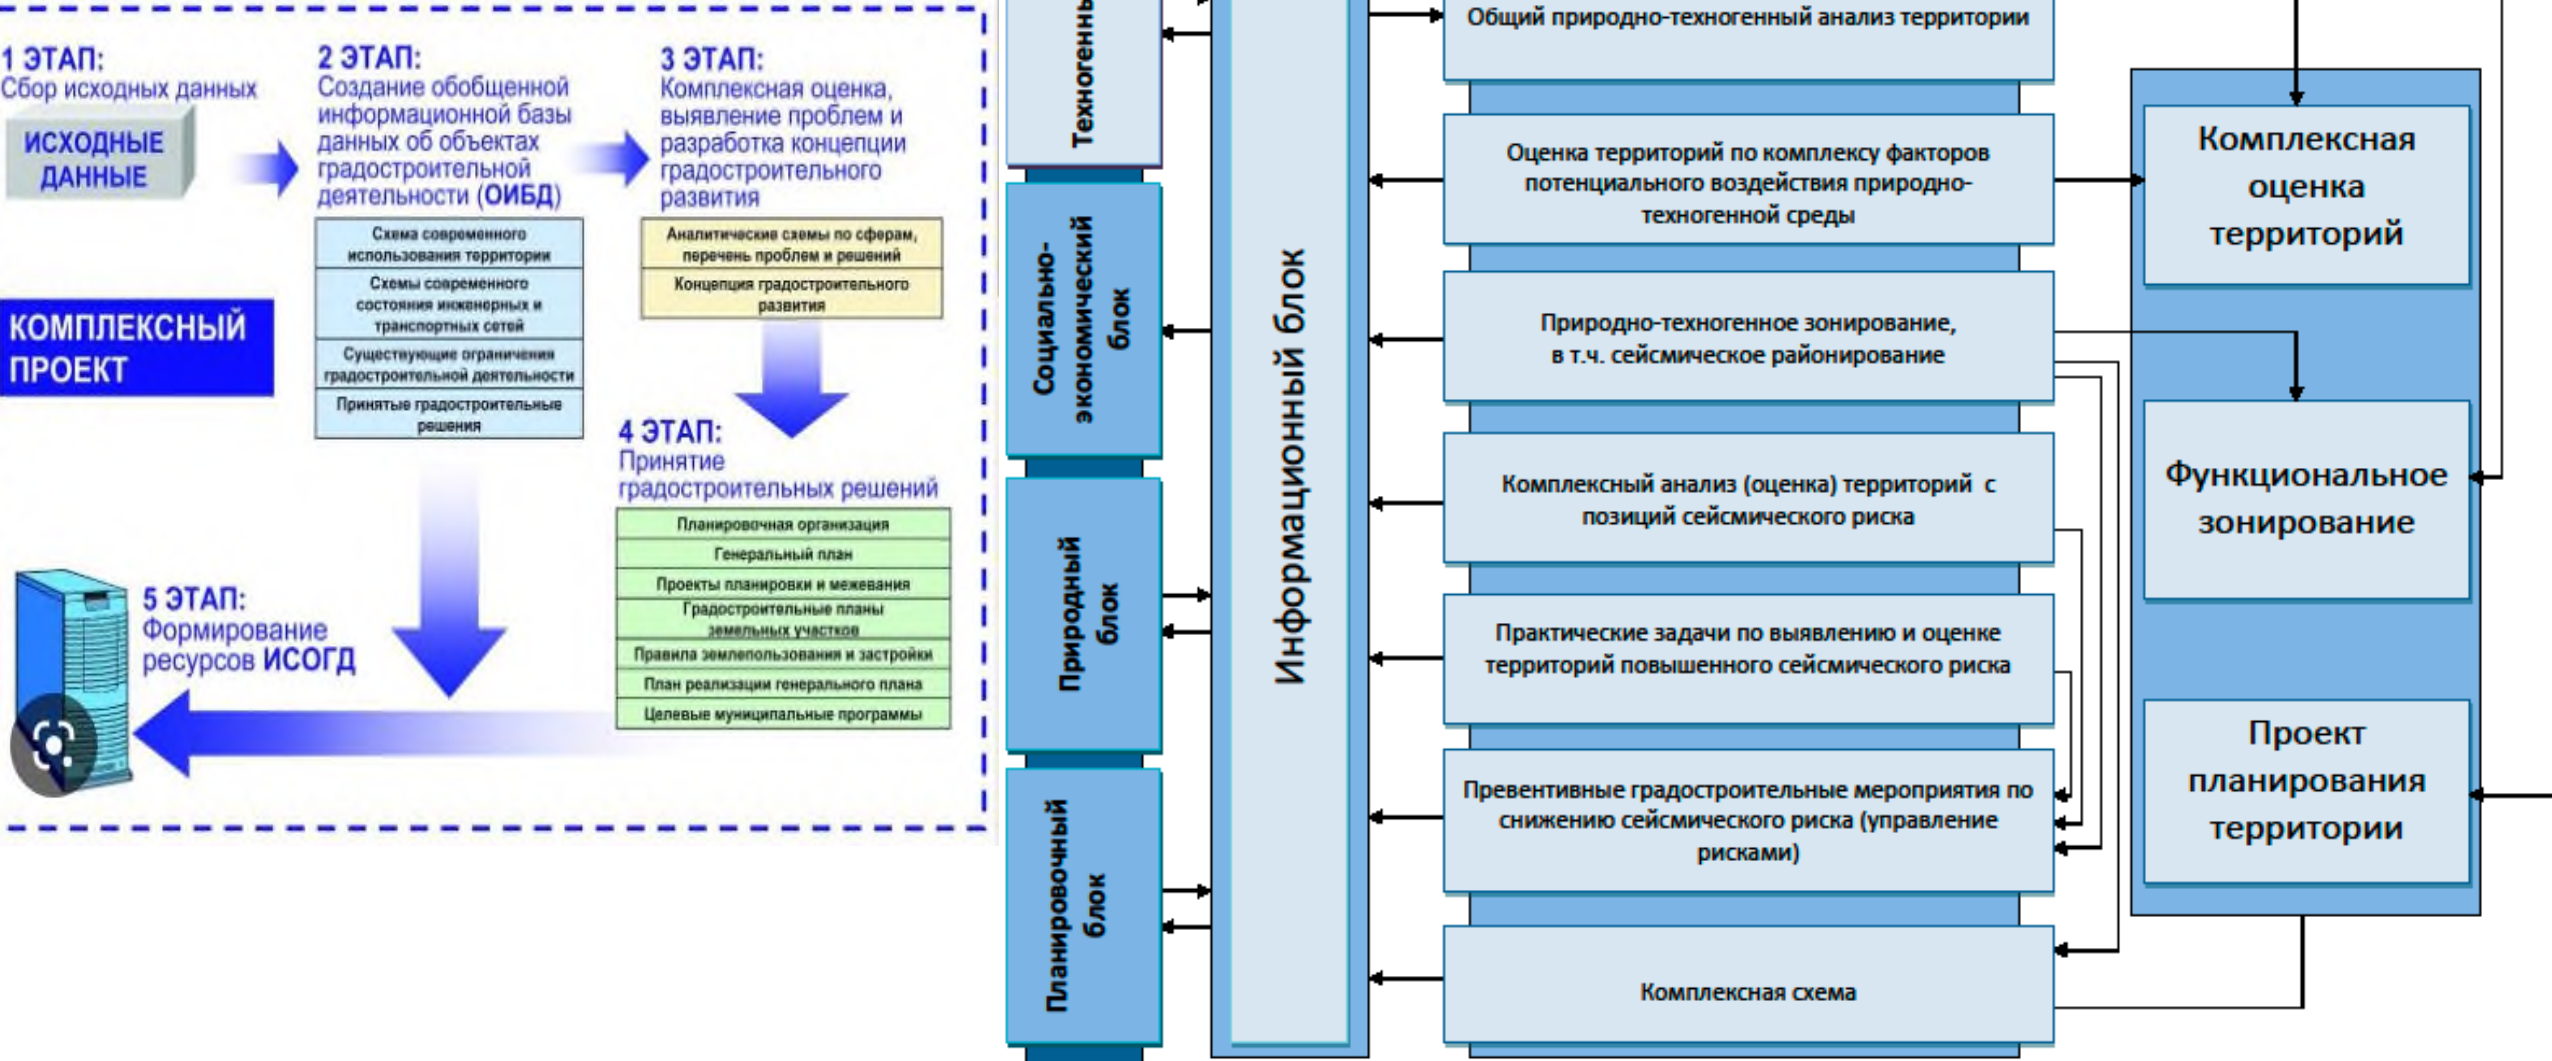 1 ЭТАП:
Сбор исходных данных
ИСХОДНЫЕ
ДАННЫЕ
2 ЭТАП:
Создание обобщенной
информационной базы
данных об объектах
градостроительной
деятельности (ОИБД)
Схема современного
использования территории
Схемы современного
состояния инженерных и
транспортных сетей
Существующие ограничения
градостроительной деятельности
Принятые градостроительные
решения
3 ЭТАП:
Комплексная оценка,
выявление проблем и
разработка концепции
градостроительного
развития
Аналитические схемы по сферам,
перечень проблем и решений
Концепция градостроительного
развития
КОМПЛЕКСНЫЙ
ПРОЕКТ
4 ЭТАП:
Принятие
градостроительных решений
Планировочная организация
Генеральный план
Проекты планировки и межевания
Градостроительные планы
земельных участков
Правила землепользования и застройки
План реализации генерального плана
Целевые муниципальные программы
5 ЭТАП:
Формирование
ресурсов ИСОГД
Социально-
экономический
блок
Природный
блок
Планировочный
блок
Информационный блок
Общий природно-техногенный анализ территории
Оценка территорий по комплексу факторов
потенциального воздействия природно-
техногенной среды
Природно-техногенное зонирование,
в т.ч. сейсмическое районирование
Комплексный анализ (оценка) территорий с
позиций сейсмического риска
Практические задачи по выявлению и оценке
территорий повышенного сейсмического риска
Превентивные градостроительные мероприятия по
снижению сейсмического риска (управление
рисками)
Комплексная схема
Комплексная
оценка
территорий
Функциональное
зонирование
Проект
планирования
территории